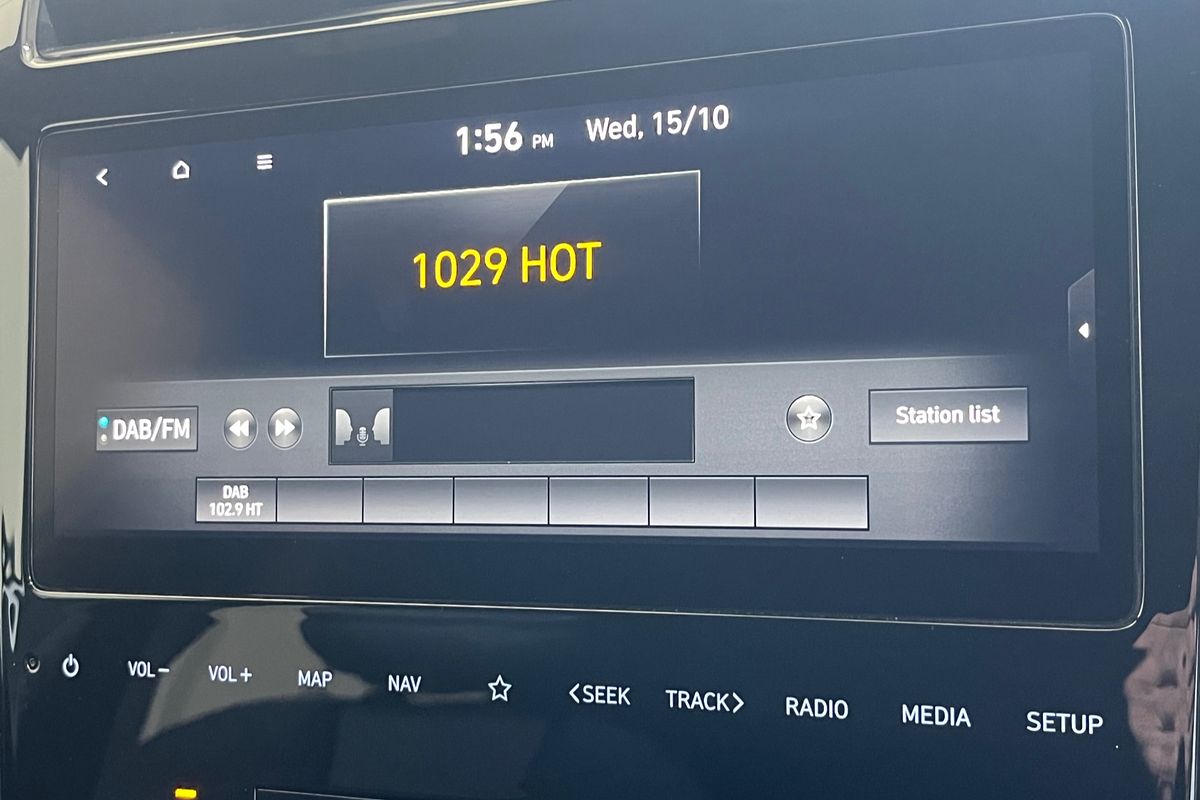 1:56 PM Wed, 15/10
1029 HOT
DAB/FM
Station list
DAB
102.9 HT
VOL−
VOL+
MAP
NAV
<SEEK
TRACK>
RADIO
MEDIA
SETUP